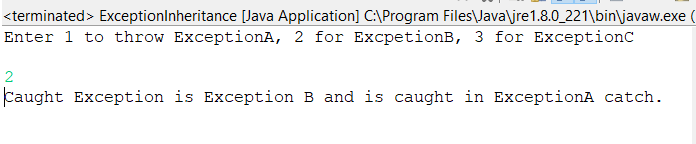 <terminated> ExceptionInheritance [Java Application] C:\Program Files\Java\jre1.8.0_221\bin\javaw.exe (
Enter 1 to throw ExceptionA, 2 for ExcpetionB, 3 for ExceptionC
2
Caught Exception is Exception B and is caught in ExceptionA catch.